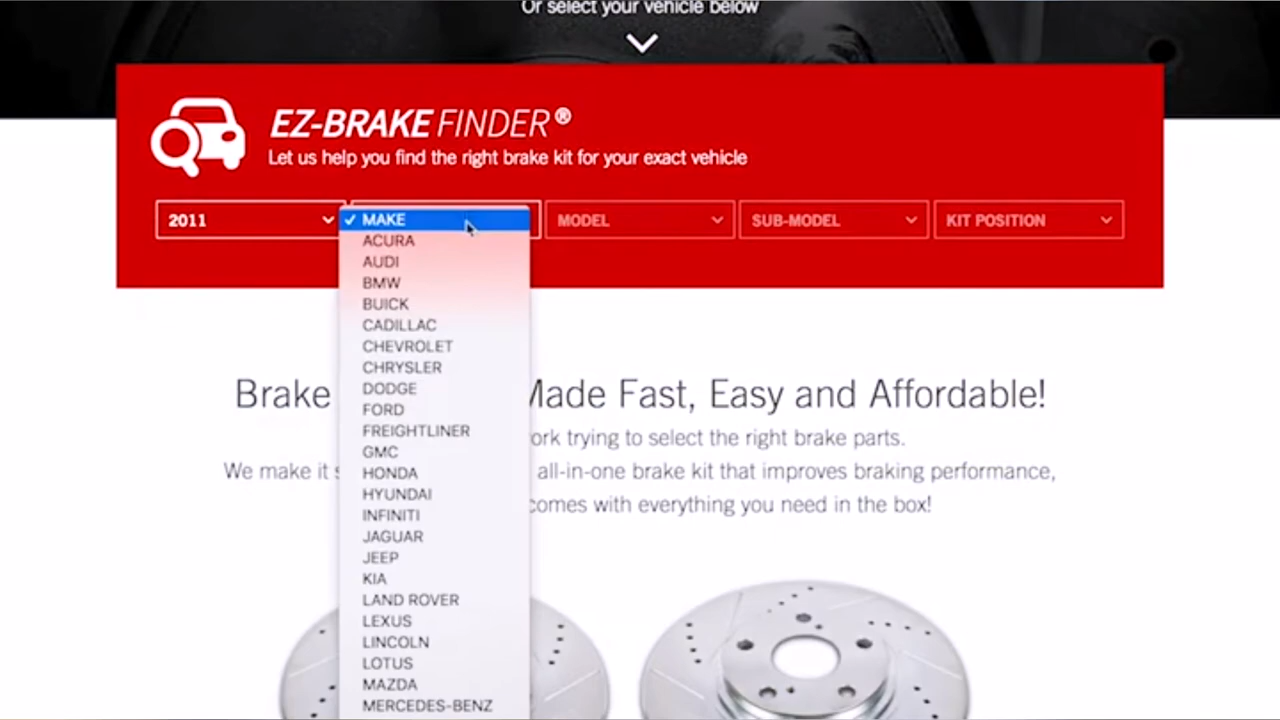 Or select your vehicle below
EZ-BRAKE FINDER®
Let us help you find the right brake kit for your exact vehicle
2011
MAKE
MODEL
SUB-MODEL
KIT POSITION
ACURA
AUDI
BMW
BUICK
CADILLAC
CHEVROLET
CHRYSLER
DODGE
FORD
FREIGHTLINER
GMC
HONDA
HYUNDAI
INFINITI
JAGUAR
JEEP
KIA
LAND ROVER
LEXUS
LINCOLN
LOTUS
MAZDA
MERCEDES-BENZ
Brake Made Fast, Easy and Affordable!
trying to select the right brake parts.
We make it all-in-one brake kit that improves braking performance,
comes with everything you need in the box!